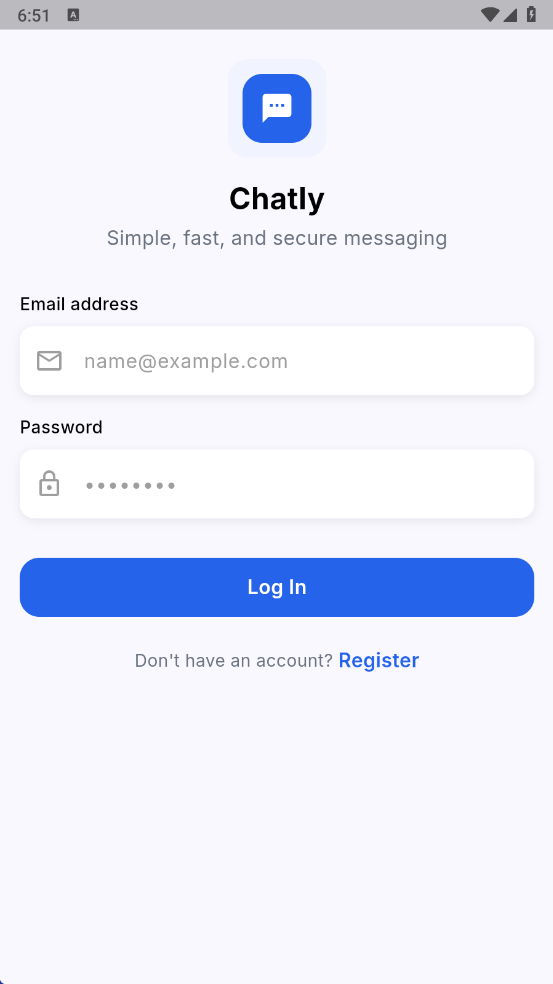 6:51
A
Chatly
Simple, fast, and secure messaging
Email address
name@example.com
Password
••••••••
Log In
Don't have an account? Register